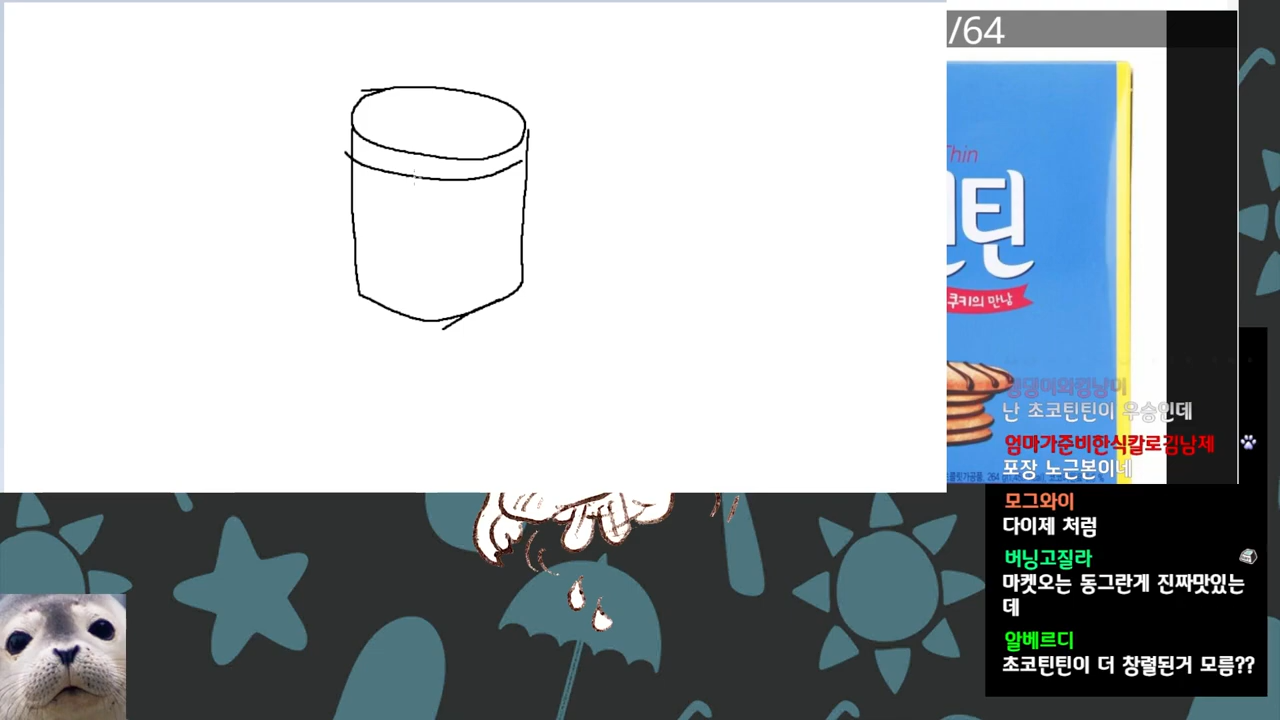 /64
Thin
틴
쿠키의 만남
난 초코틴틴이 우승인데
엄마가준비한식칼로김남제
포장 노근본이네
모그와이
다이제 처럼
버닝고질라
마켓오는 동그란게 진짜맛있는
데
알베르디
초코틴틴이 더 창렬된거 모름??